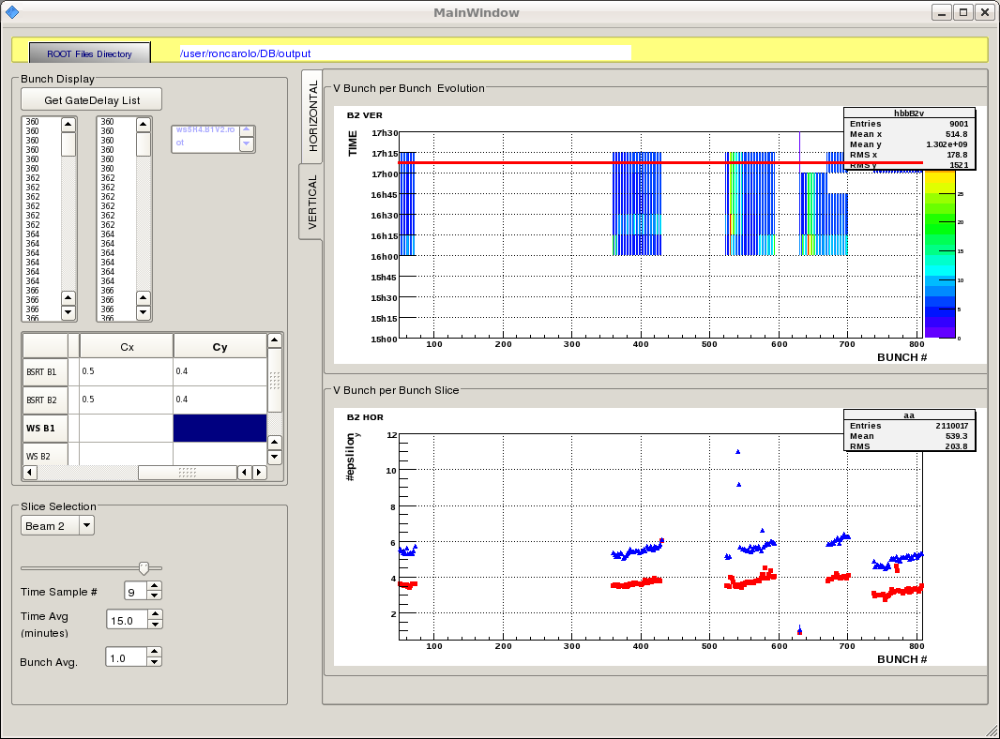 MainWindow
ROOT Files Directory
/user/roncarolo/DB/output
Bunch Display
Get GateDelay List
360
360
360
360
360
360
362
362
362
362
362
362
364
364
364
364
364
364
366
366
366
366
360
360
360
360
360
360
362
362
362
362
362
362
364
364
364
364
364
364
366
366
366
366
ws5R4.B1V2.ro
ot
Cx Cy
BSRT B1 0.5 0.4
BSRT B2 0.5 0.4
WS B1
WS B2
Slice Selection
Beam 2
Time Sample # 9
Time Avg 15.0
(minutes)
Bunch Avg. 1.0
HORIZONTAL
VERTICAL
V Bunch per Bunch Evolution
B2 VER
TIME
17h30
17h15
17h00
16h45
16h30
16h15
16h00
15h45
15h30
15h15
15h00
100 200 300 400 500 600 700 800
BUNCH #
hbbB2v
Entries 9001
Mean x 514.8
Mean y 1.302e+09
RMS x 178.8
RMS y 1521
25
20
15
10
5
0
V Bunch per Bunch Slice
B2 HOR
#epsilon y
12
10
8
6
4
2
100 200 300 400 500 600 700 800
BUNCH #
aa
Entries 2110017
Mean 539.3
RMS 203.8